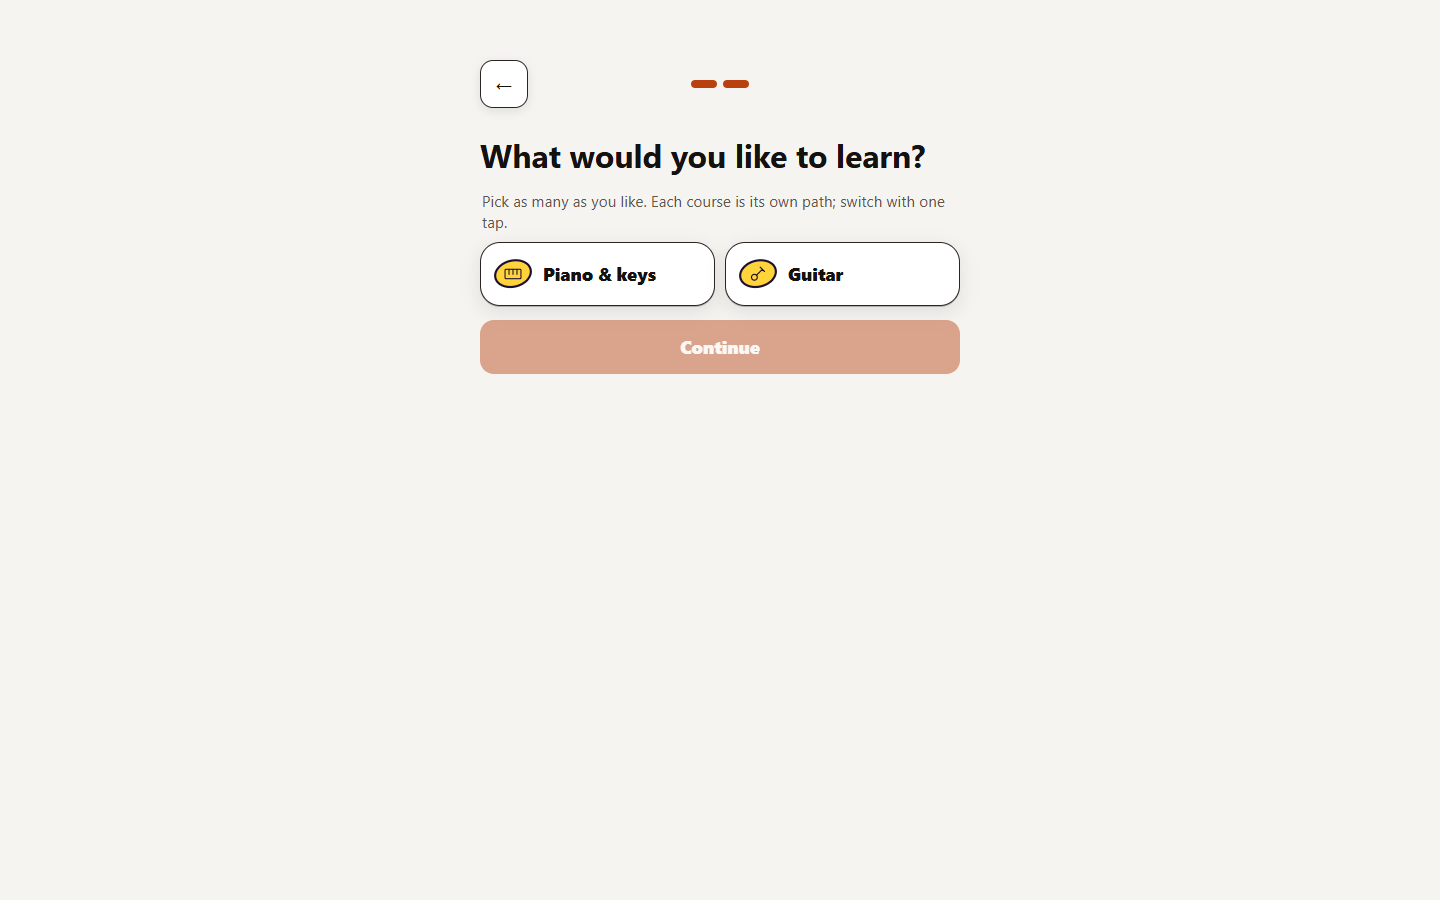 ←
What would you like to learn?
Pick as many as you like. Each course is its own path; switch with one
tap.
Piano & keys
Guitar
Continue